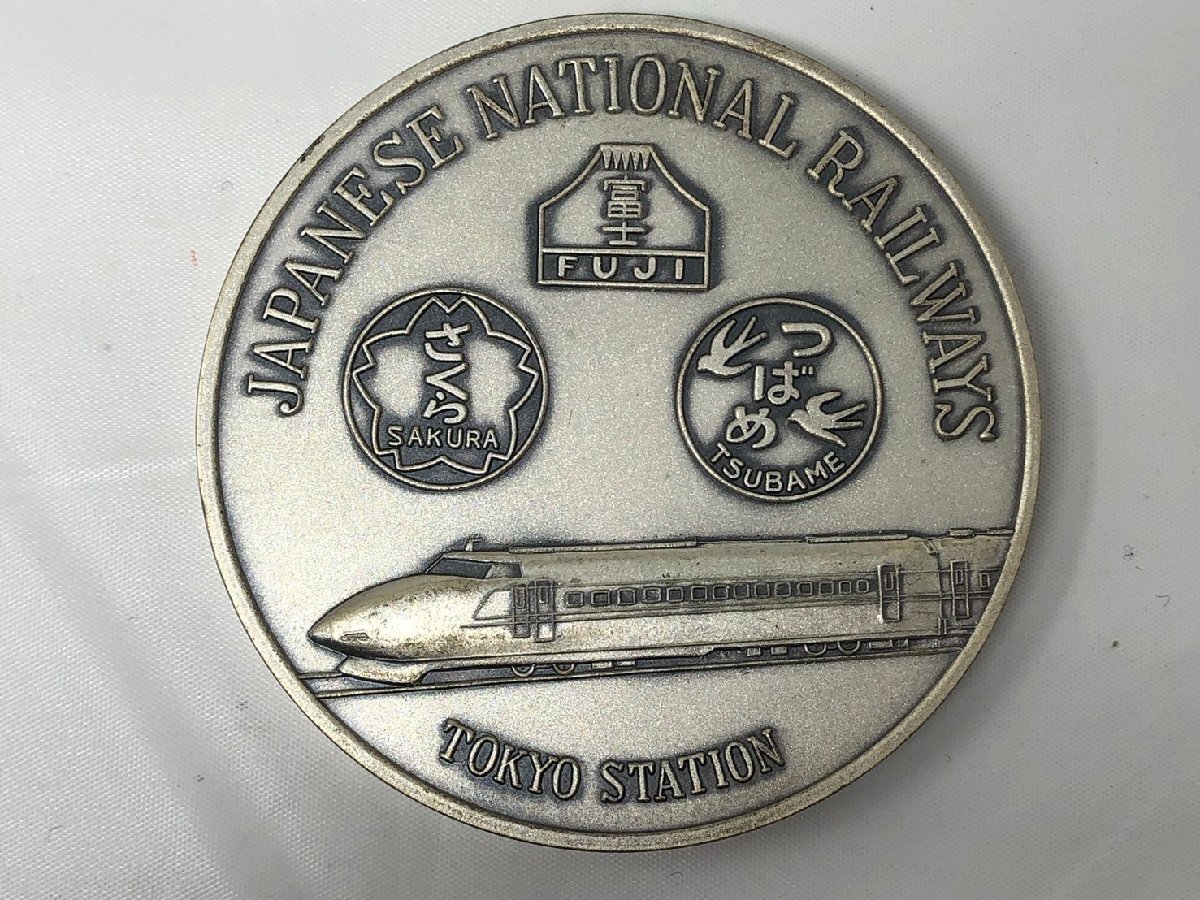 JAPANESE NATIONAL RAILWAYS
富士
FUJI
さくら
SAKURA
つばめ
TSUBAME
TOKYO STATION